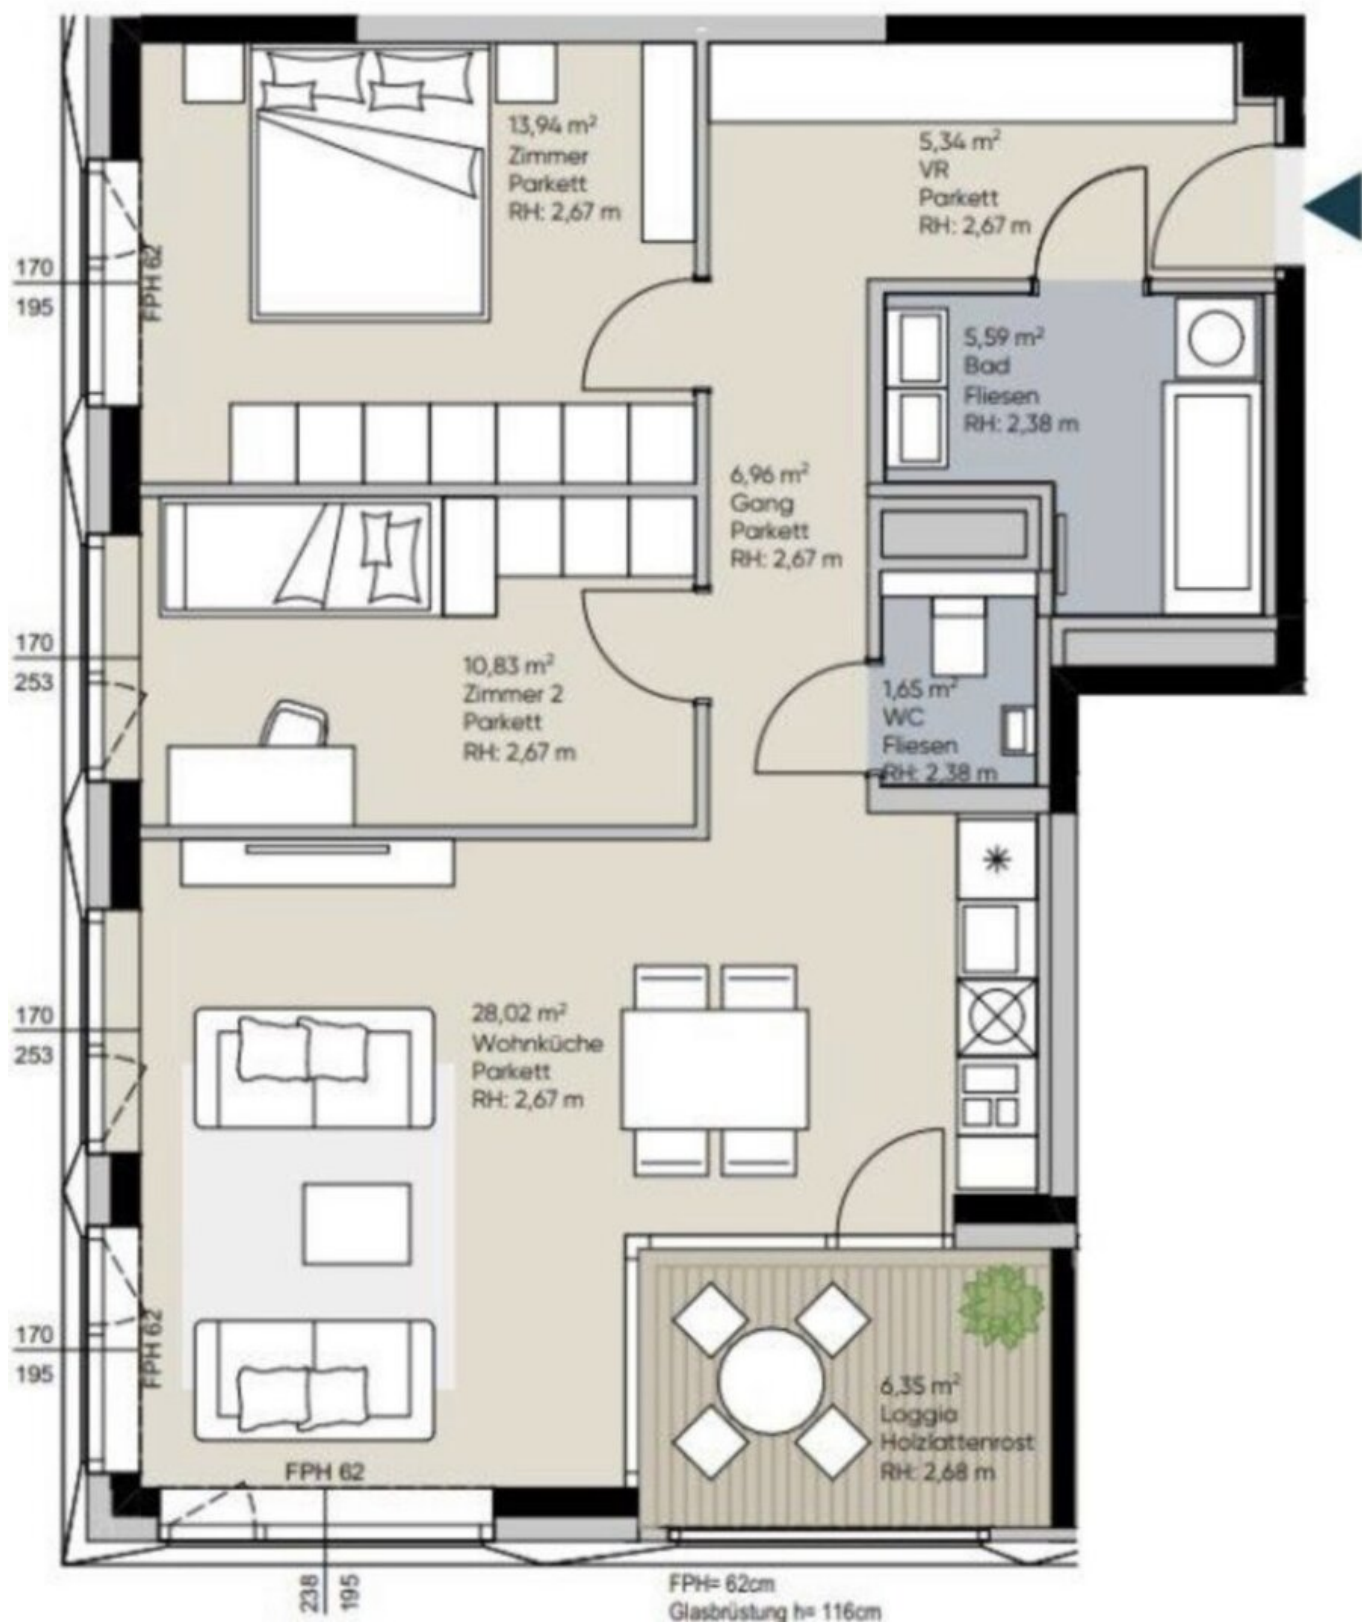 13,94 m²
Zimmer
Parkett
RH: 2,67 m
5,34 m²
VR
Parkett
RH: 2,67 m
170
195
FPH 62
5,59 m²
Bad
Fliesen
RH: 2,38 m
6,96 m²
Gang
Parkett
RH: 2,67 m
170
253
10,83 m²
Zimmer 2
Parkett
RH: 2,67 m
1,65 m²
WC
Fliesen
RH: 2,38 m
170
253
28,02 m²
Wohnküche
Parkett
RH: 2,67 m
170
195
FPH 62
6,35 m²
Loggia
Holzlattenrost
RH: 2,68 m
FPH 62
238
195
FPH= 62cm
Glasbrüstung h= 116cm